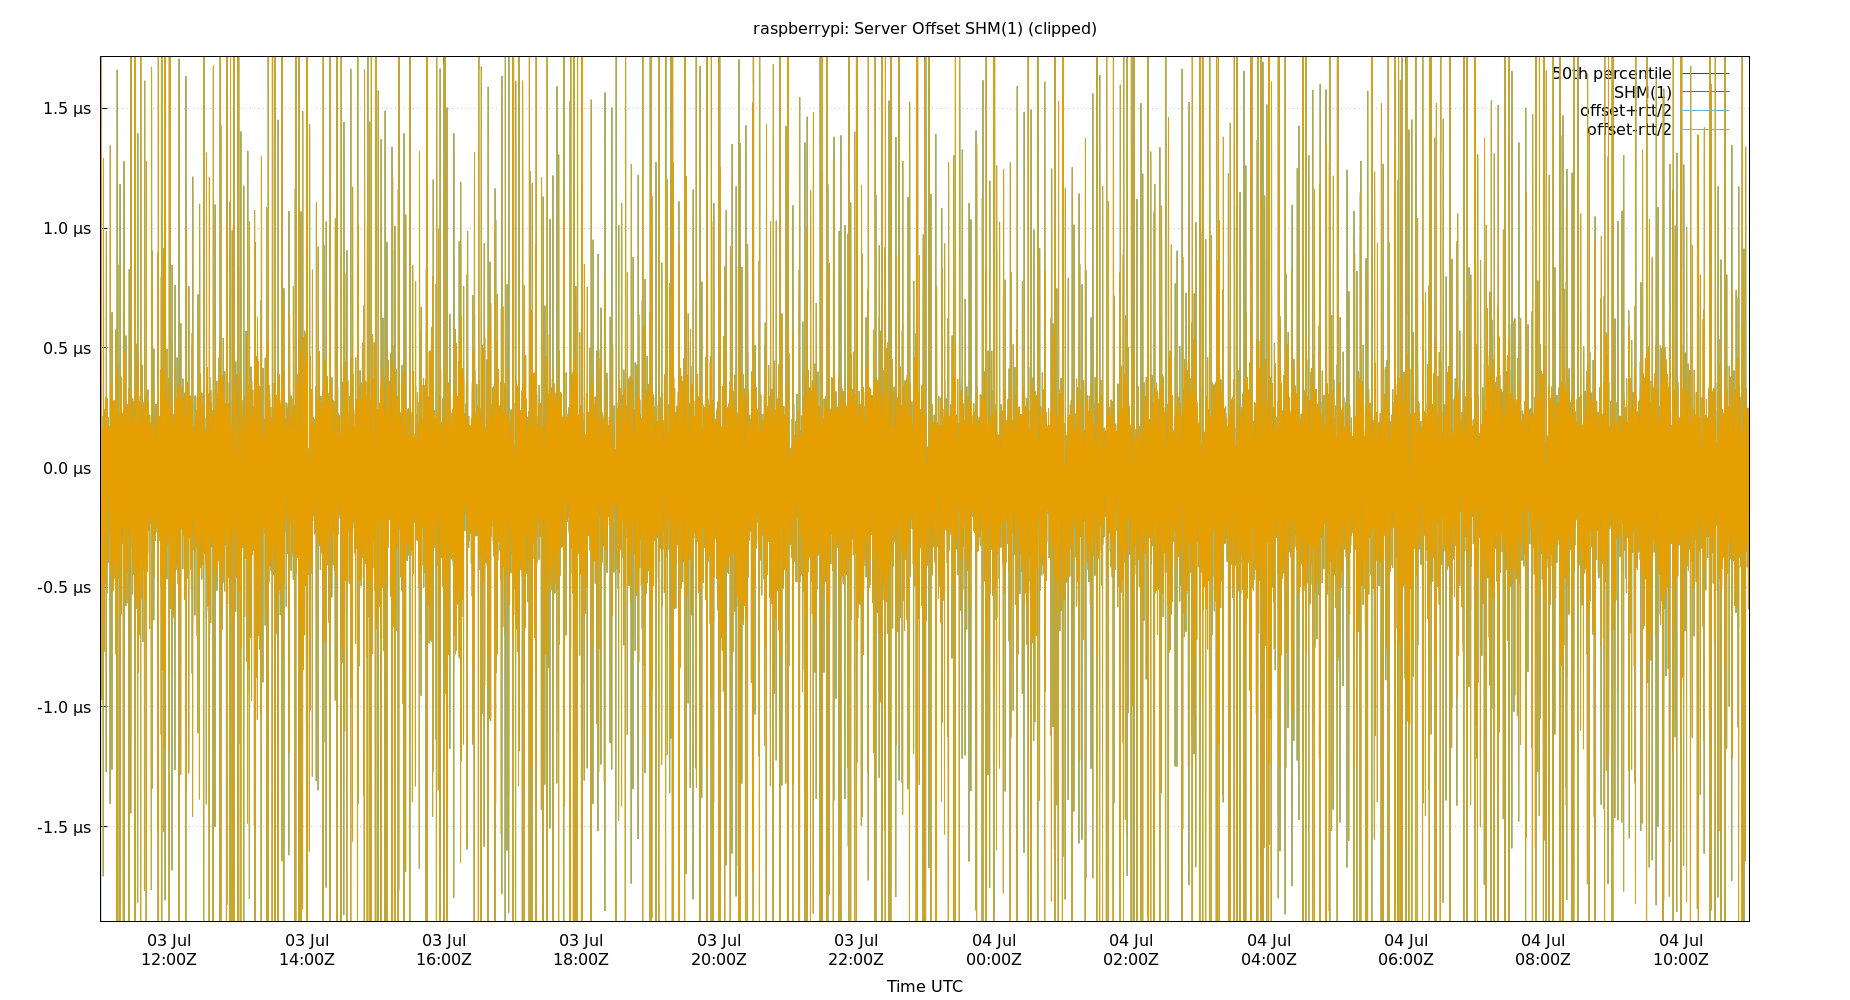 raspberrypi: Server Offset SHM(1) (clipped)
50th percentile
SHM(1)
offset+rtt/2
offset-rtt/2
1.5 µs
1.0 µs
0.5 µs
0.0 µs
-0.5 µs
-1.0 µs
-1.5 µs
03 Jul 03 Jul 03 Jul 03 Jul 03 Jul 03 Jul 04 Jul 04 Jul 04 Jul 04 Jul 04 Jul 04 Jul
12:00Z 14:00Z 16:00Z 18:00Z 20:00Z 22:00Z 00:00Z 02:00Z 04:00Z 06:00Z 08:00Z 10:00Z
Time UTC